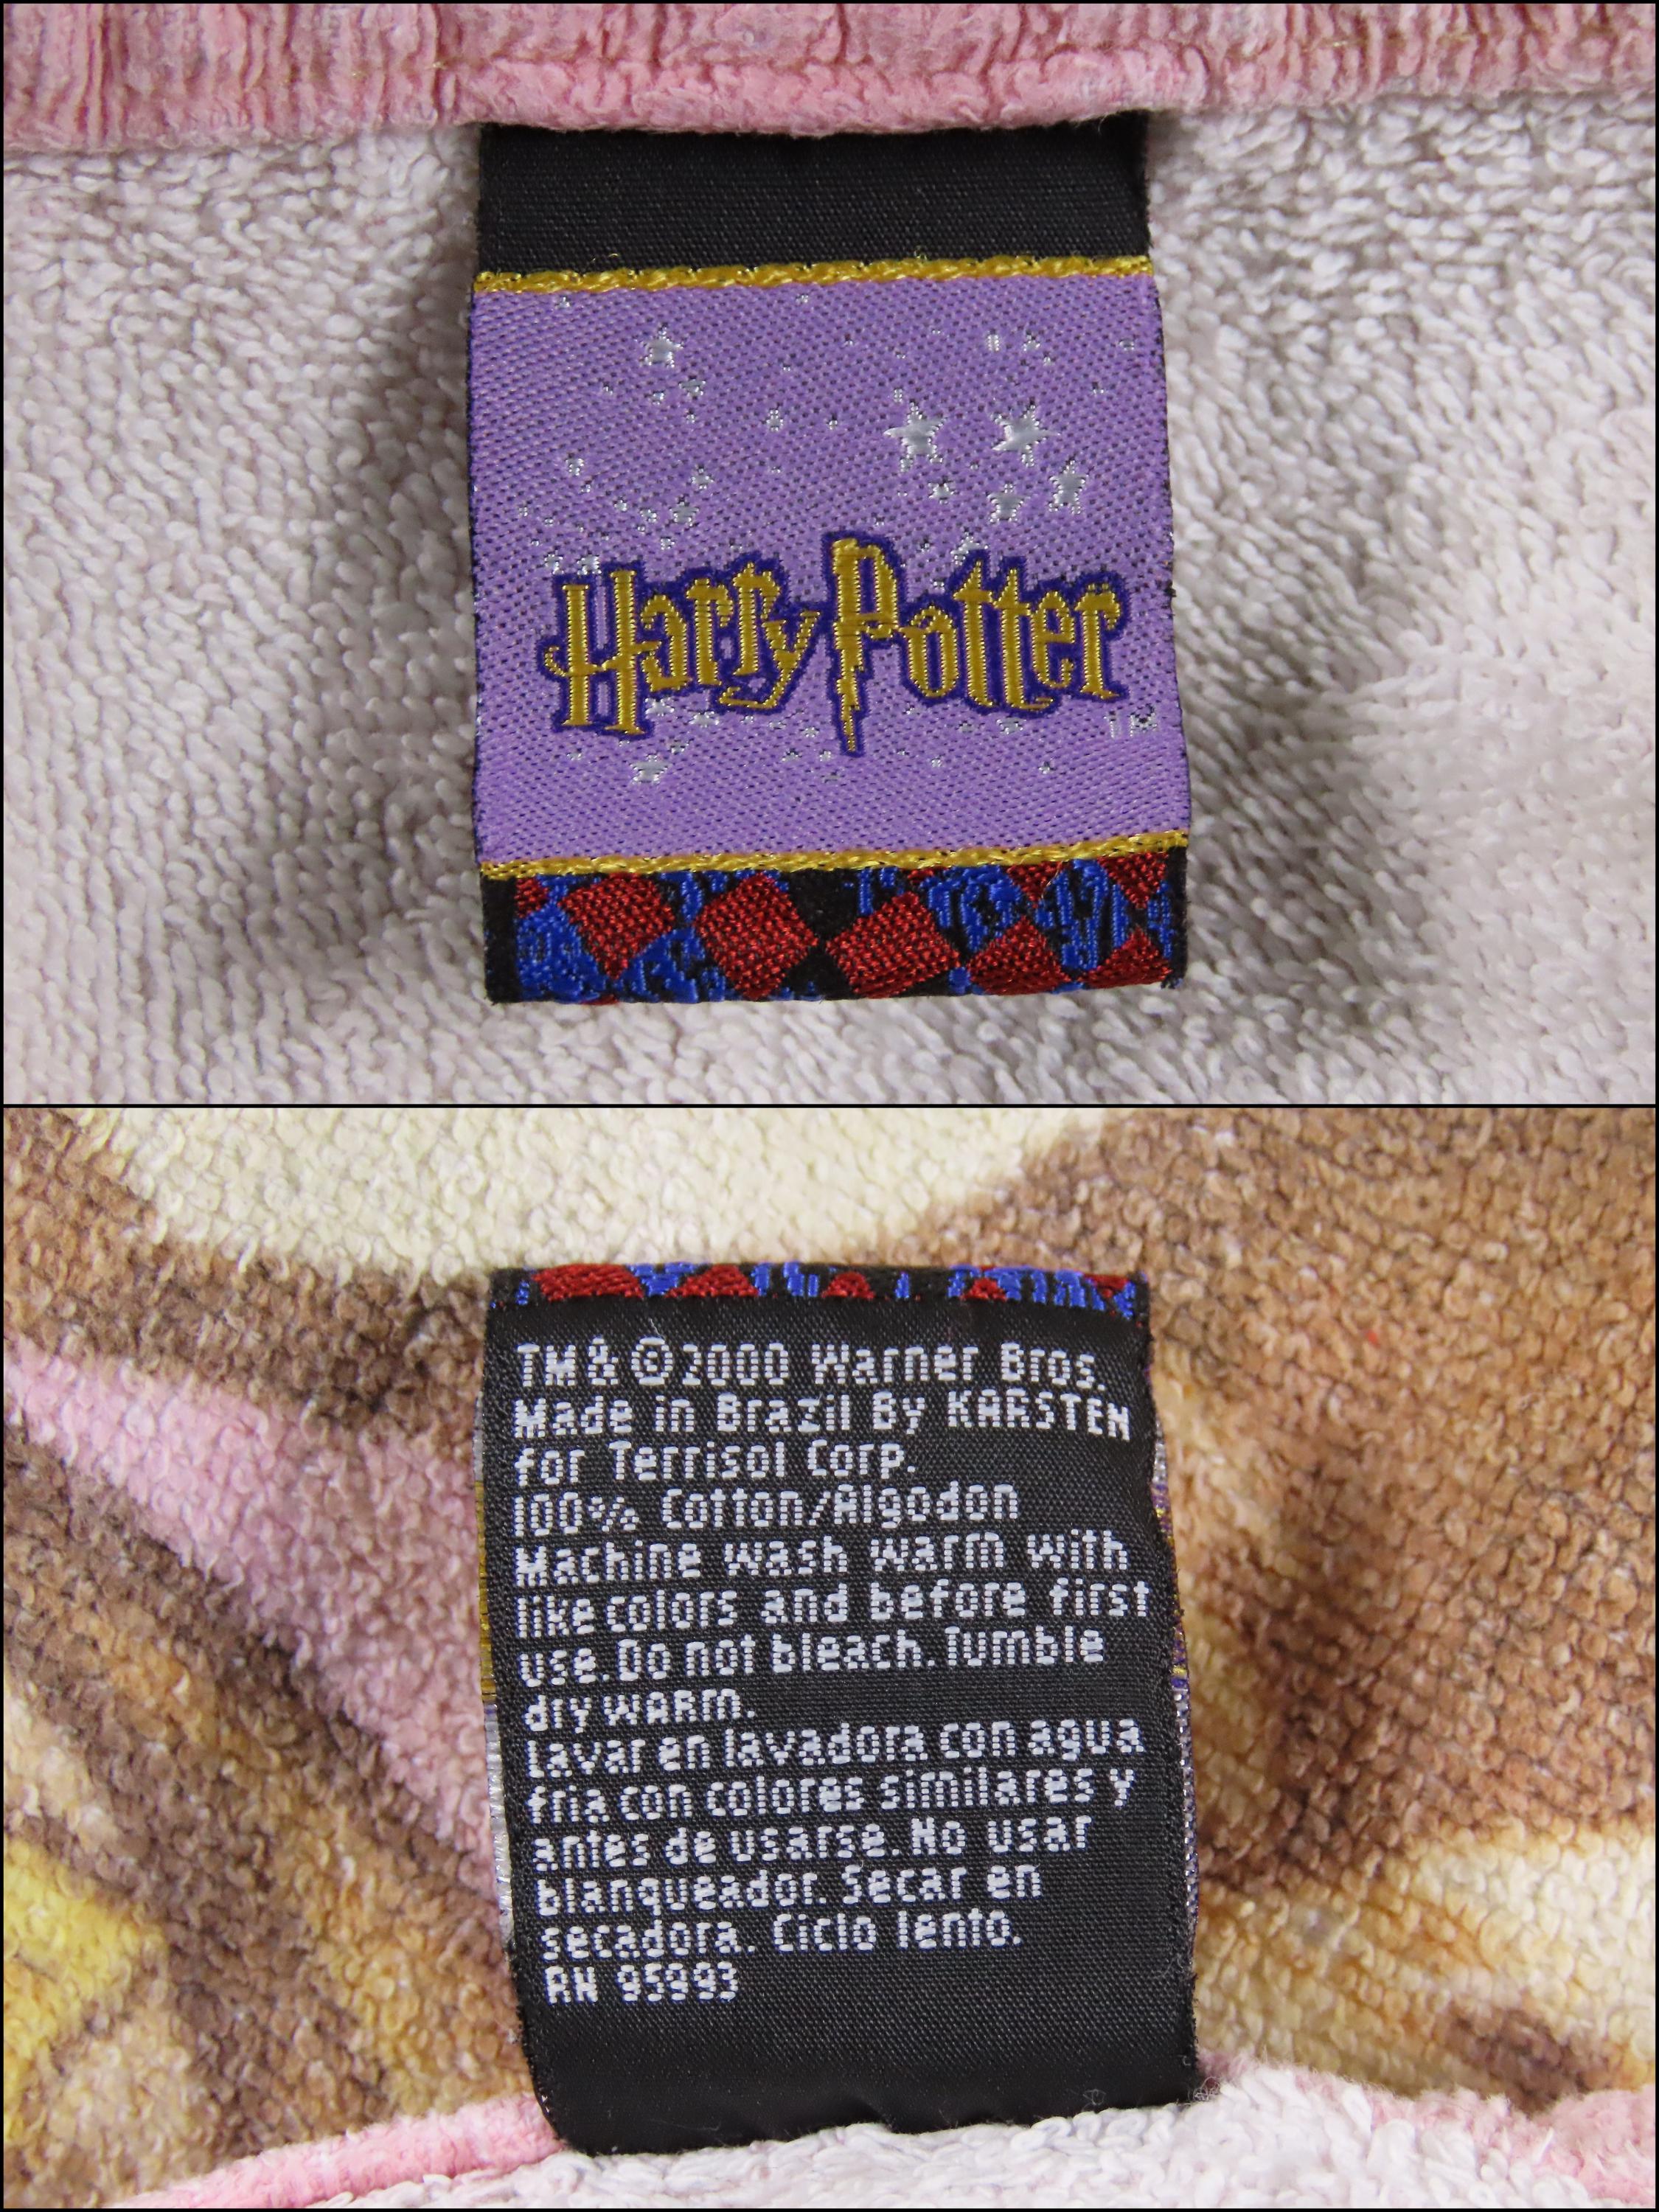 Harry Potter
TM
TM & © 2000 Warner Bros.
Made in Brazil By KARSTEN
for Terrisol Corp.
100% Cotton/Algodon
Machine wash warm with
like colors and before first
use. Do not bleach. Tumble
dry warm.
Lavar en lavadora con agua
fria con colores similares y
antes de usarse. No usar
blanqueador. Secar en
secadora. Ciclo lento.
RN 95993